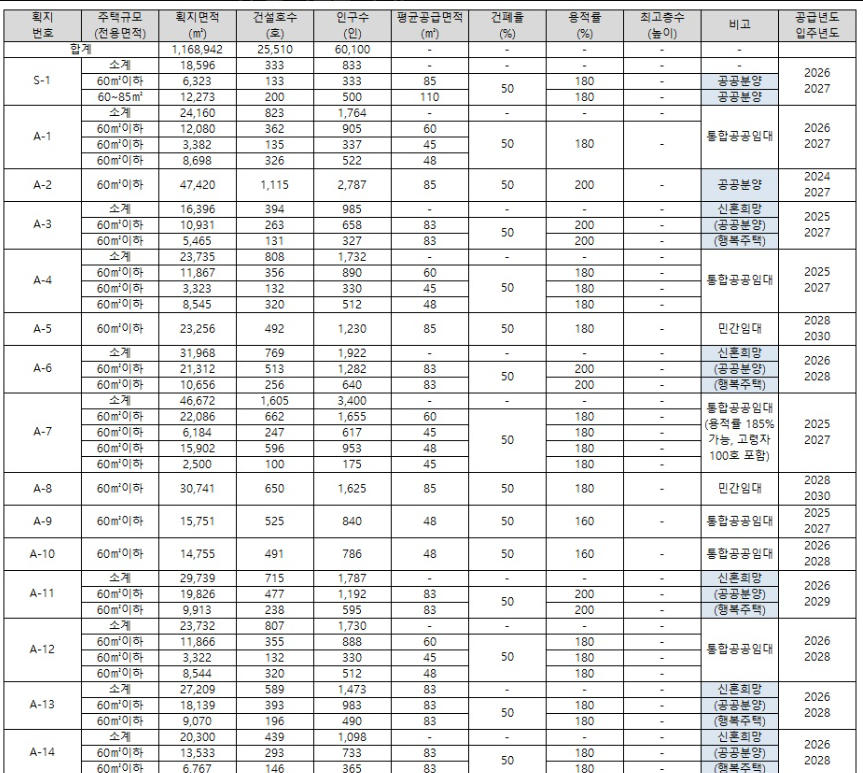 획지 번호 주택규모 (전용면적) 획지면적 (㎡) 건설호수 (호) 인구수 (인) 평균공급면적 (㎡) 건폐율 (%) 용적률 (%) 최고층수 (높이) 비고 공급년도 입주년도
합계 1,168,942 25,510 60,100 - - - - - -
S-1 소계 18,596 333 833 - 50 - - - 2026 2027
60㎡이하 6,323 133 333 85 180 - 공공분양
60~85㎡ 12,273 200 500 110 180 - 공공분양
A-1 소계 24,160 823 1,764 - - - - 통합공공임대 2026 2027
60㎡이하 12,080 362 905 60 50 180 -
60㎡이하 3,382 135 337 45
60㎡이하 8,698 326 522 48
A-2 60㎡이하 47,420 1,115 2,787 85 50 200 - 공공분양 2024 2027
A-3 소계 16,396 394 985 - - - - 신혼희망 2025 2027
60㎡이하 10,931 263 658 83 50 200 - (공공분양)
60㎡이하 5,465 131 327 83 200 - (행복주택)
A-4 소계 23,735 808 1,732 - - - - 통합공공임대 2025 2027
60㎡이하 11,867 356 890 60 50 180 -
60㎡이하 3,323 132 330 45 180 -
60㎡이하 8,545 320 512 48 180 -
A-5 60㎡이하 23,256 492 1,230 85 50 180 - 민간임대 2028 2030
A-6 소계 31,968 769 1,922 - - - - 신혼희망 2026 2028
60㎡이하 21,312 513 1,282 83 50 200 - (공공분양)
60㎡이하 10,656 256 640 83 200 - (행복주택)
A-7 소계 46,672 1,605 3,400 - - - - 통합공공임대 (용적률 185% 가능, 고령자 100호 포함) 2025 2027
60㎡이하 22,086 662 1,655 60 50 180 -
60㎡이하 6,184 247 617 45 180 -
60㎡이하 15,902 596 953 48 180 -
60㎡이하 2,500 100 175 45 180 -
A-8 60㎡이하 30,741 650 1,625 85 50 180 - 민간임대 2028 2030
A-9 60㎡이하 15,751 525 840 48 50 160 - 통합공공임대 2025 2027
A-10 60㎡이하 14,755 491 786 48 50 160 - 통합공공임대 2026 2028
A-11 소계 29,739 715 1,787 - - - - 신혼희망 2026 2029
60㎡이하 19,826 477 1,192 83 50 200 - (공공분양)
60㎡이하 9,913 238 595 83 200 - (행복주택)
A-12 소계 23,732 807 1,730 - - - - 통합공공임대 2026 2028
60㎡이하 11,866 355 888 60 50 180 -
60㎡이하 3,322 132 330 45 180 -
60㎡이하 8,544 320 512 48 180 -
A-13 소계 27,209 589 1,473 83 - - - 신혼희망 2026 2028
60㎡이하 18,139 393 983 83 50 180 - (공공분양)
60㎡이하 9,070 196 490 83 180 - (행복주택)
A-14 소계 20,300 439 1,098 - - - - 신혼희망 2026 2028
60㎡이하 13,533 293 733 83 50 180 - (공공분양)
60㎡이하 6,767 146 365 83 180 - (행복주택)